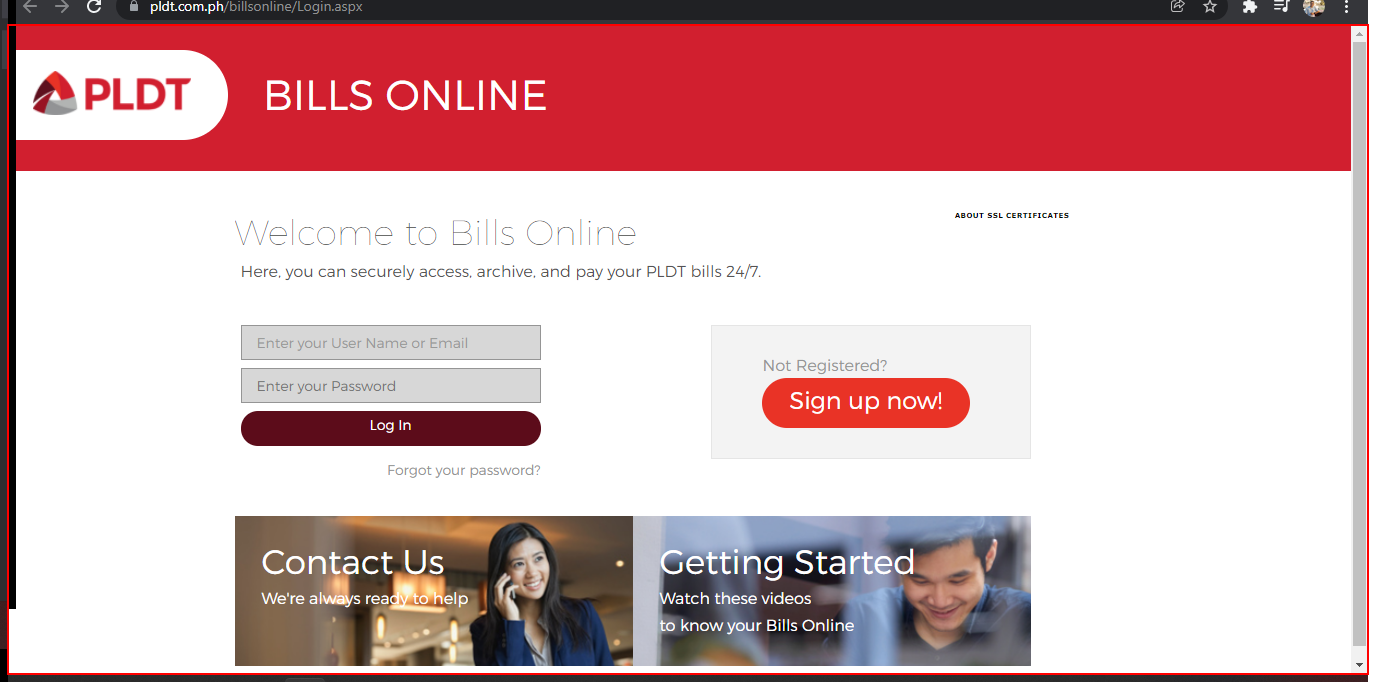 pldt.com.ph/billsonline/Login.aspx
PLDT
BILLS ONLINE
ABOUT SSL CERTIFICATES
Welcome to Bills Online
Here, you can securely access, archive, and pay your PLDT bills 24/7.
Enter your User Name or Email
Enter your Password
Log In
Forgot your password?
Not Registered?
Sign up now!
Contact Us
We're always ready to help
Getting Started
Watch these videos
to know your Bills Online